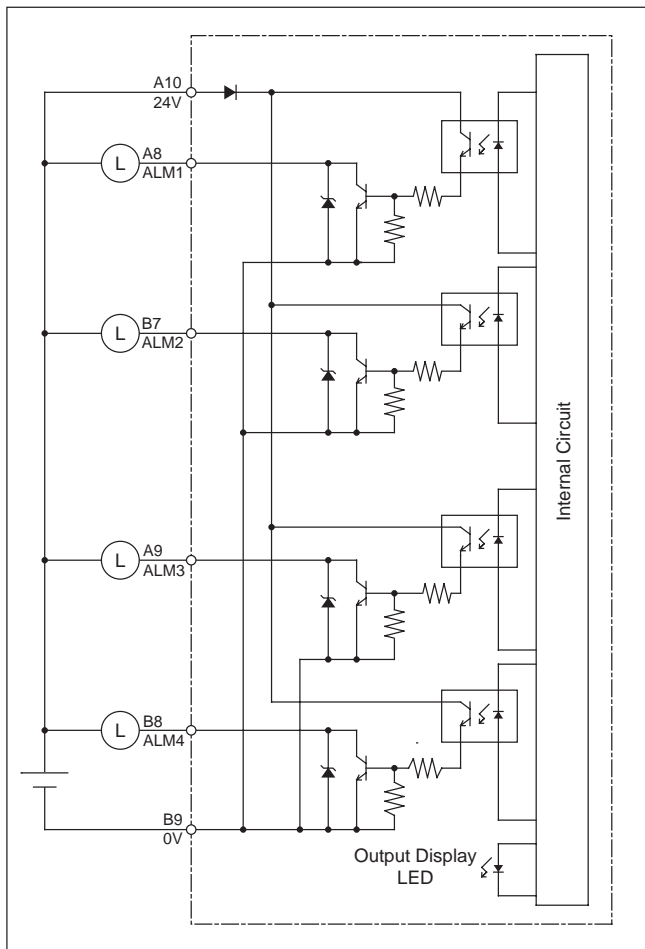 A10
24V
L
A8
ALM1
L
B7
ALM2
L
A9
ALM3
L
B8
ALM4
B9
0V
Internal Circuit
Output Display
LED